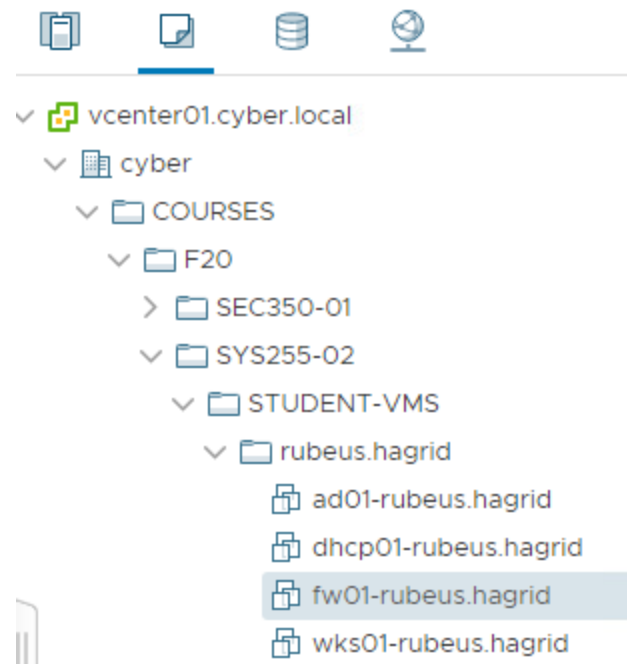 vcenter01.cyber.local
cyber
COURSES
F20
SEC350-01
SYS255-02
STUDENT-VMS
rubeus.hagrid
ad01-rubeus.hagrid
dhcp01-rubeus.hagrid
fw01-rubeus.hagrid
wks01-rubeus.hagrid